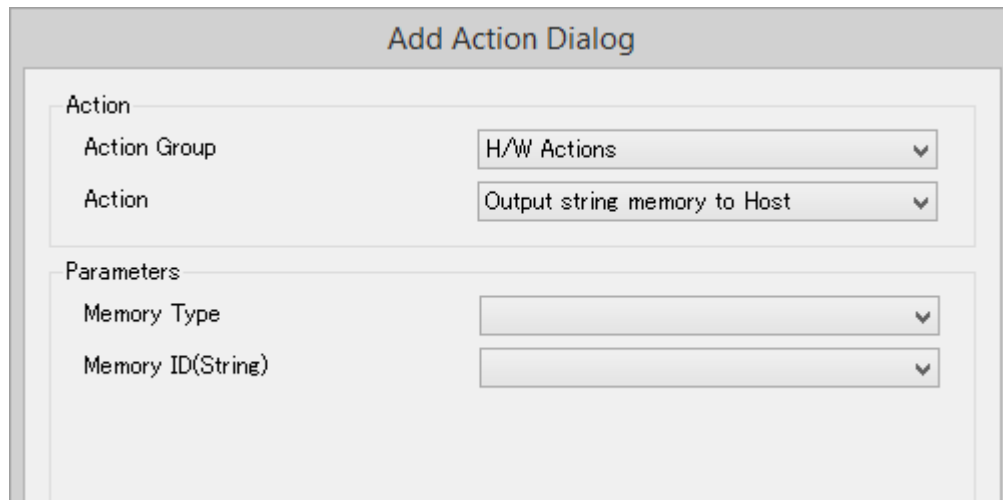 Add Action Dialog
Action
Action Group
H/W Actions
Action
Output string memory to Host
Parameters
Memory Type
Memory ID(String)